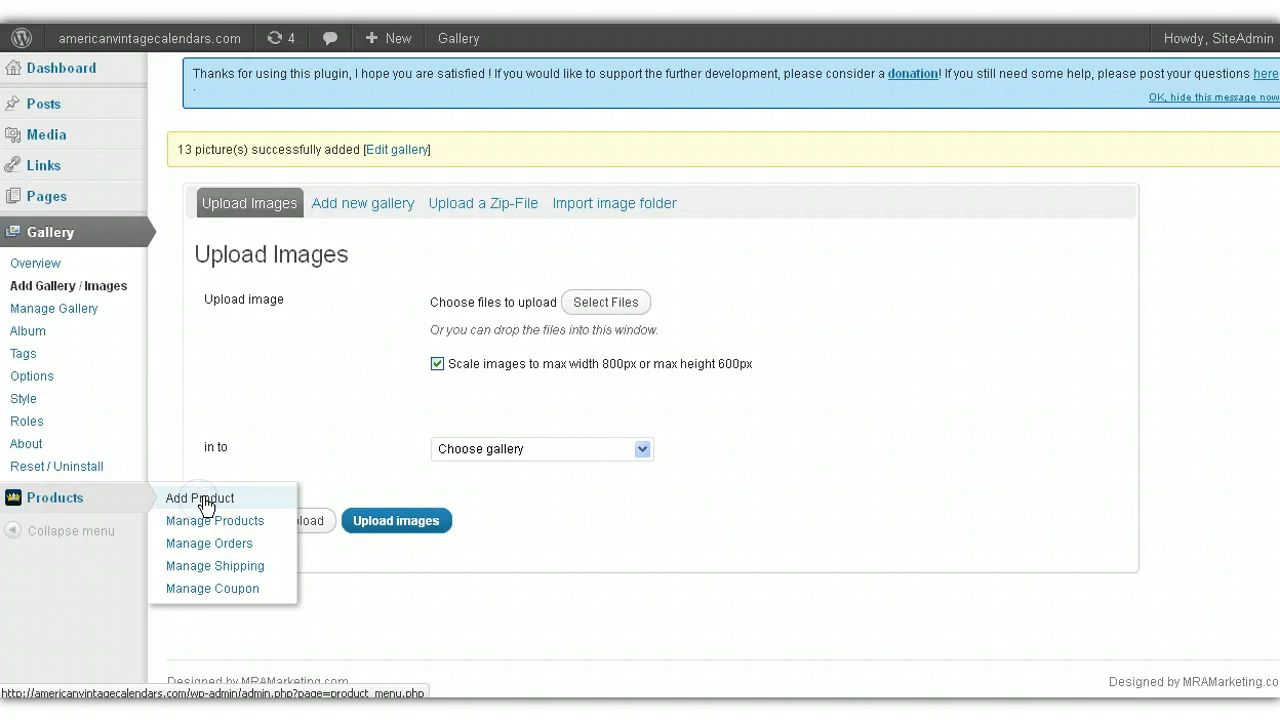 americanvintagecalendars.com 4 New Gallery Howdy, SiteAdmin
Dashboard
Posts
Media
Links
Pages
Gallery
Overview
Add Gallery / Images
Manage Gallery
Album
Tags
Options
Style
Roles
About
Reset / Uninstall
Products
Collapse menu
Add Product
Manage Products
Manage Orders
Manage Shipping
Manage Coupon
Thanks for using this plugin, I hope you are satisfied ! If you would like to support the further development, please consider a donation! If you still need some help, please post your questions here
.
OK, hide this message now
13 picture(s) successfully added [Edit gallery]
Upload Images Add new gallery Upload a Zip-File Import image folder
Upload Images
Upload image
Choose files to upload Select Files
Or you can drop the files into this window.
Scale images to max width 800px or max height 600px
in to
Choose gallery
Upload images
Designed by MRAMarketing.com
Designed by MRAMarketing.co
http://americanvintagecalendars.com/wp-admin/admin.php?page=product_menu.php